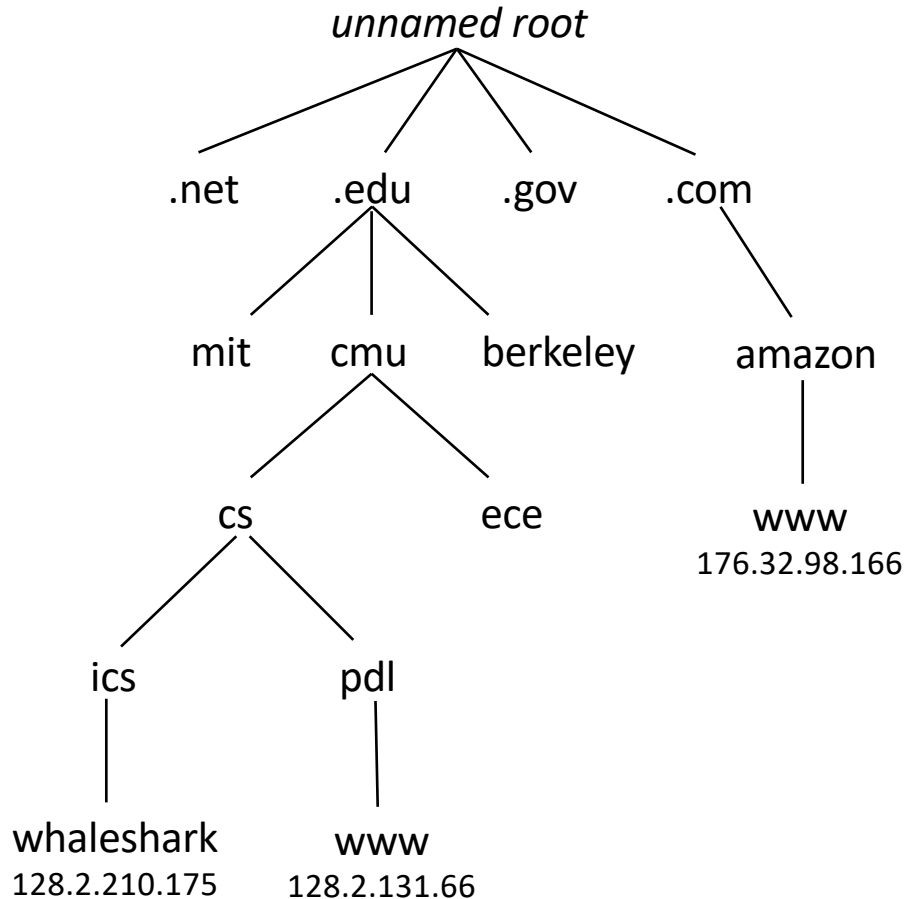 unnamed root
.net .edu .gov .com
mit cmu berkeley amazon
cs ece www
176.32.98.166
ics pdl
whaleshark www
128.2.210.175 128.2.131.66